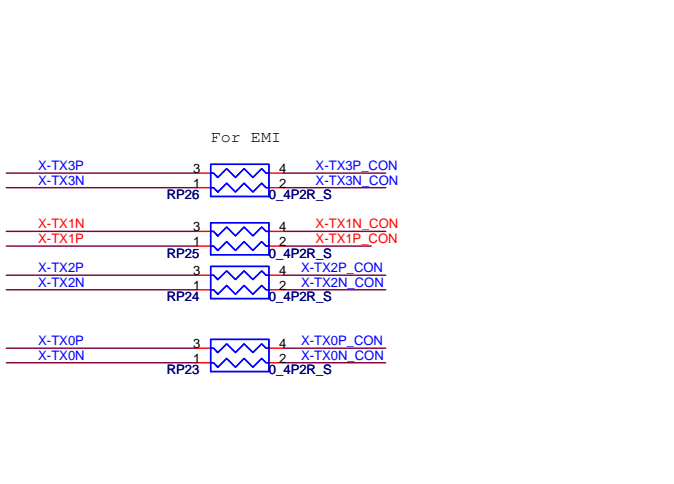 For EMI
X-TX3P 3 4 X-TX3P_CON
X-TX3N 1 2 X-TX3N_CON
RP26 0_4P2R_S
X-TX1N 3 4 X-TX1N_CON
X-TX1P 1 2 X-TX1P_CON
RP25 0_4P2R_S
X-TX2P 3 4 X-TX2P_CON
X-TX2N 1 2 X-TX2N_CON
RP24 0_4P2R_S
X-TX0P 3 4 X-TX0P_CON
X-TX0N 1 2 X-TX0N_CON
RP23 0_4P2R_S